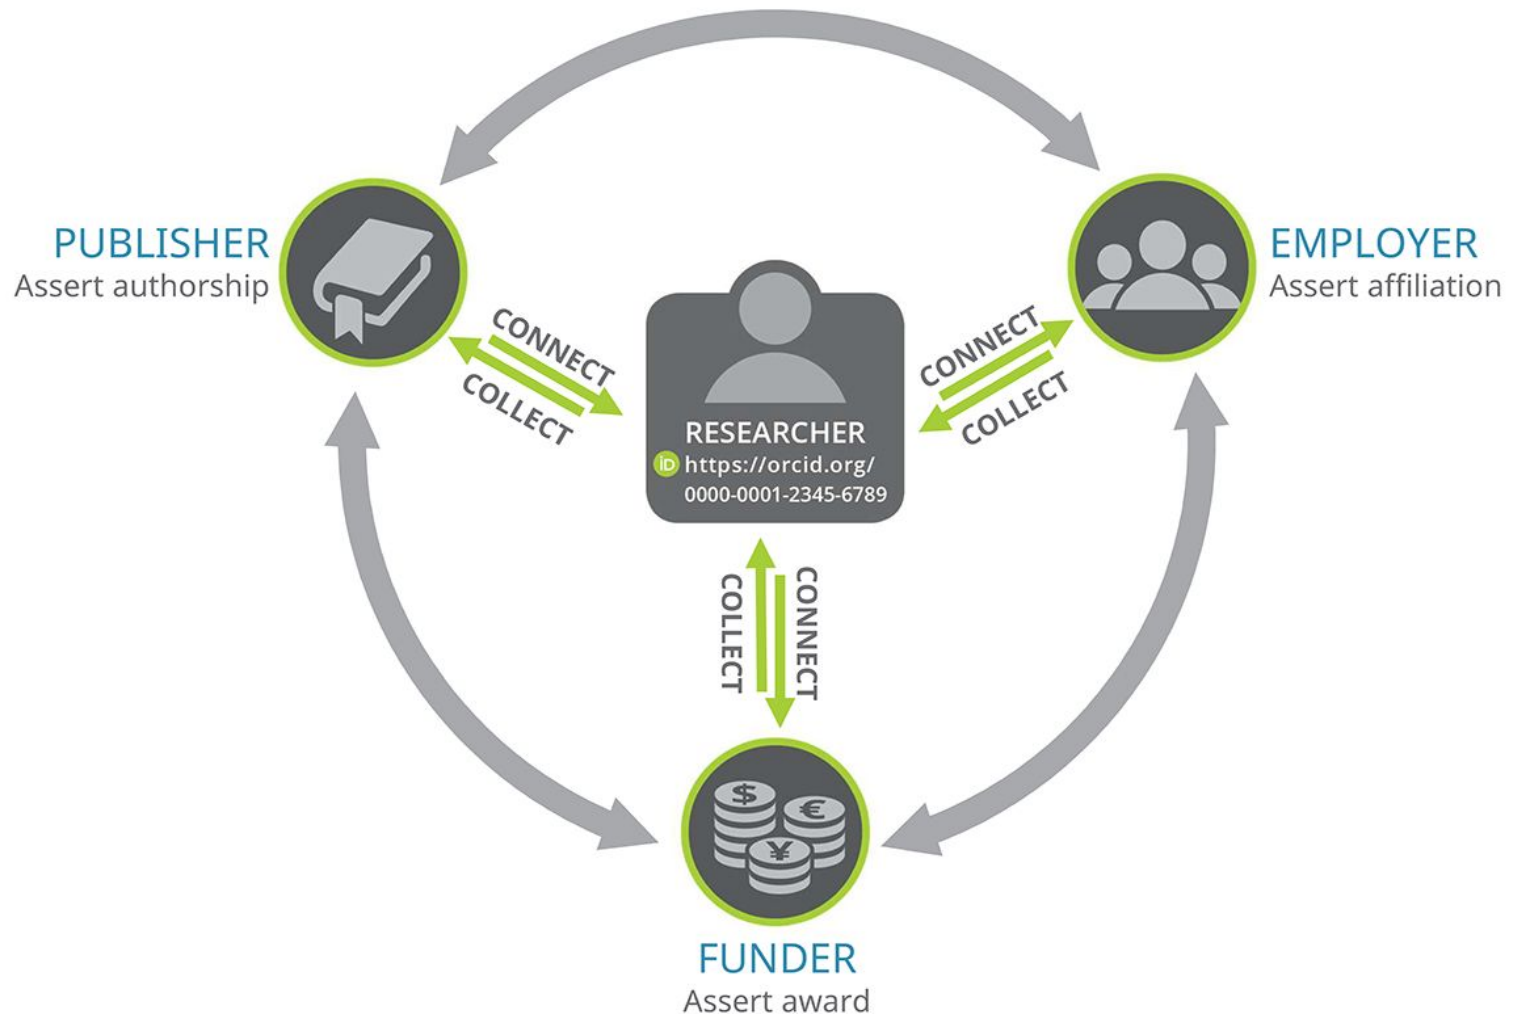 PUBLISHER
Assert authorship
EMPLOYER
Assert affiliation
CONNECT
COLLECT
CONNECT
COLLECT
RESEARCHER
iD https://orcid.org/
0000-0001-2345-6789
COLLECT
CONNECT
$
€
¥
FUNDER
Assert award